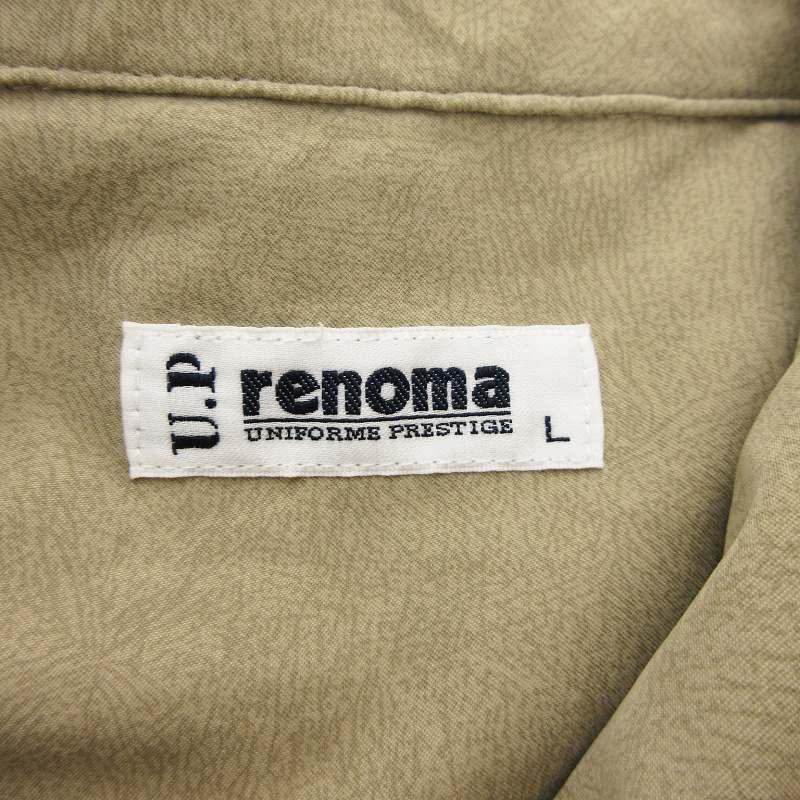 U.P
renoma
UNIFORME PRESTIGE
L